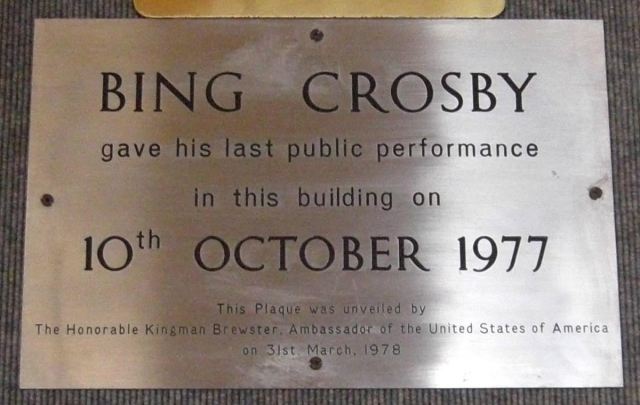 BING CROSBY
gave his last public performance
in this building on
10th OCTOBER 1977
This Plaque was unveiled by
The Honorable Kingman Brewster, Ambassador of the United States of America
on 31st March, 1978